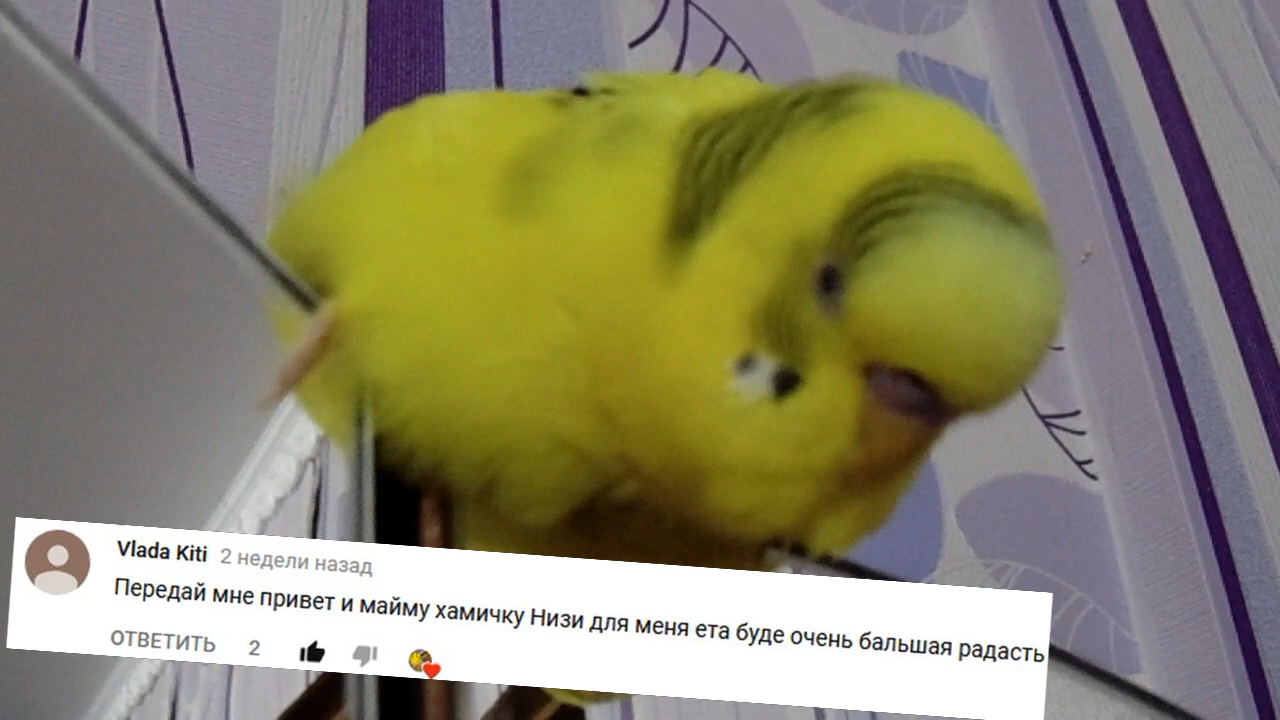 Vlada Kiti 2 недели назад
Передай мне привет и майму хамичку Низи для меня ета буде очень бальшая радасть
ОТВЕТИТЬ 2